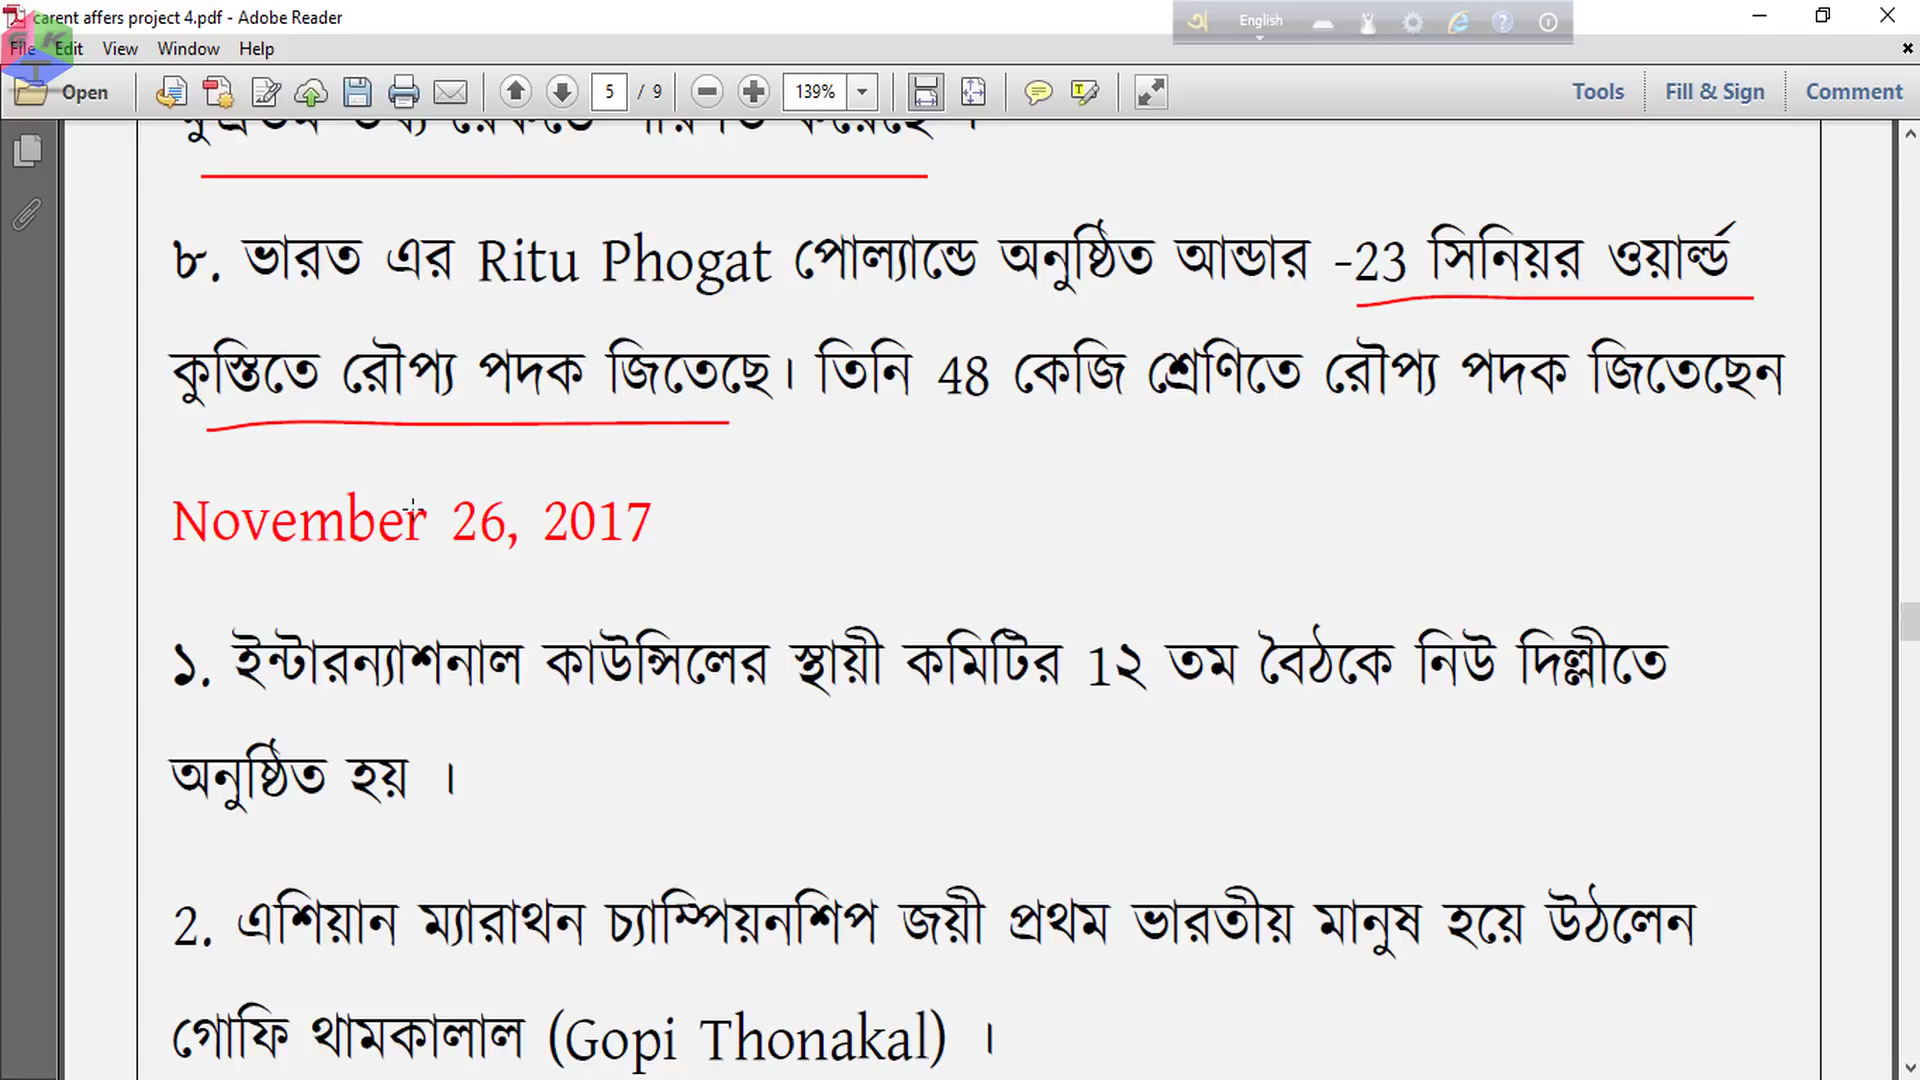 carent affers project 4.pdf - Adobe Reader
English
File Edit View Window Help
Open 5 / 9 139% Tools Fill & Sign Comment
৮. ভারত এর Ritu Phogat পোল্যান্ডে অনুষ্ঠিত আন্ডার -23 সিনিয়র ওয়ার্ল্ড
কুস্তিতে রৌপ্য পদক জিতেছে। তিনি 48 কেজি শ্রেণিতে রৌপ্য পদক জিতেছেন
November 26, 2017
১. ইন্টারন্যাশনাল কাউন্সিলের স্থায়ী কমিটির 1২ তম বৈঠকে নিউ দিল্লীতে
অনুষ্ঠিত হয় ।
2. এশিয়ান ম্যারাথন চ্যাম্পিয়নশিপ জয়ী প্রথম ভারতীয় মানুষ হয়ে উঠলেন
গোফি থামকালাল (Gopi Thonakal) ।